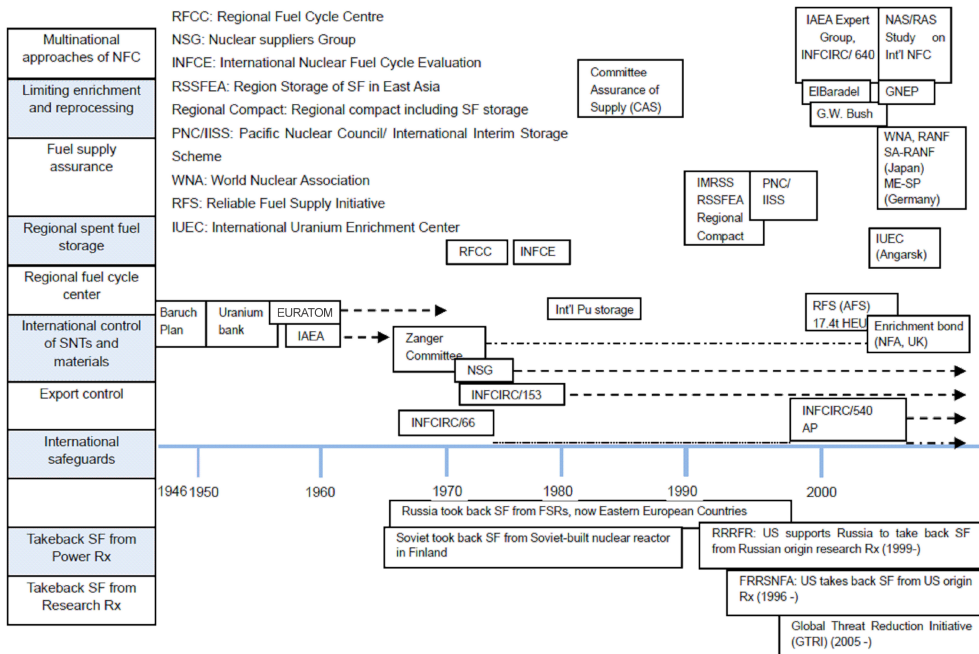 RFCC: Regional Fuel Cycle Centre
NSG: Nuclear suppliers Group
INFCE: International Nuclear Fuel Cycle Evaluation
RSSFEA: Region Storage of SF in East Asia
Regional Compact: Regional compact including SF storage
PNC/IISS: Pacific Nuclear Council/ International Interim Storage
Scheme
WNA: World Nuclear Association
RFS: Reliable Fuel Supply Initiative
IUEC: International Uranium Enrichment Center
Multinational
approaches of NFC
Limiting enrichment
and reprocessing
Fuel supply
assurance
Regional spent fuel
storage
Regional fuel cycle
center
International control
of SNTs and
materials
Export control
International
safeguards
Takeback SF from
Power Rx
Takeback SF from
Research Rx
IAEA Expert
Group,
INFCIRC/ 640
NAS/RAS
Study on
Int'l NFC
Committee
Assurance of
Supply (CAS)
ElBaradel
GNEP
G.W. Bush
WNA, RANF
SA-RANF
(Japan)
ME-SP
(Germany)
IMRSS
RSSFEA
Regional
Compact
PNC/
IISS
IUEC
(Angarsk)
RFCC
INFCE
Baruch
Plan
Uranium
bank
EURATOM
IAEA
Int'l Pu storage
RFS (AFS)
17.4t HEU
Enrichment bond
(NFA, UK)
Zanger
Committee
NSG
INFCIRC/153
INFCIRC/66
INFCIRC/540
AP
1946
1950
1960
1970
1980
1990
2000
Russia took back SF from FSRs, now Eastern European Countries
Soviet took back SF from Soviet-built nuclear reactor
in Finland
RRRFR: US supports Russia to take back SF
from Russian origin research Rx (1999-)
FRRSNFA: US takes back SF from US origin
Rx (1996 -)
Global Threat Reduction Initiative
(GTRI) (2005 -)